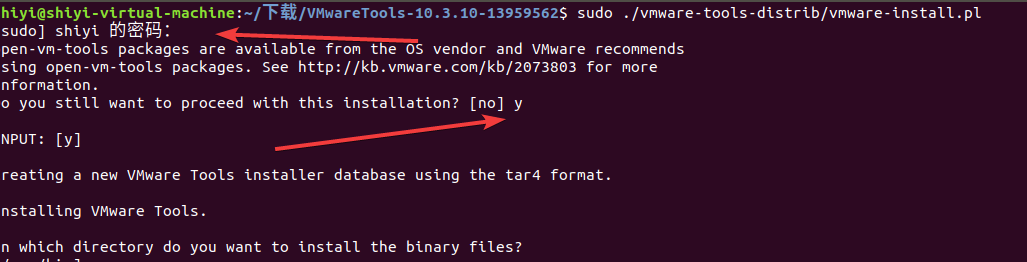 hiyi@shiyi-virtual-machine:~/下载/VMwareTools-10.3.10-13959562$ sudo ./vmware-tools-distrib/vmware-install.pl
sudo] shiyi 的密码：
pen-vm-tools packages are available from the OS vendor and VMware recommends
sing open-vm-tools packages. See http://kb.vmware.com/kb/2073803 for more
nformation.
o you still want to proceed with this installation? [no] y
NPUT: [y]
reating a new VMware Tools installer database using the tar4 format.
nstalling VMware Tools.
n which directory do you want to install the binary files?